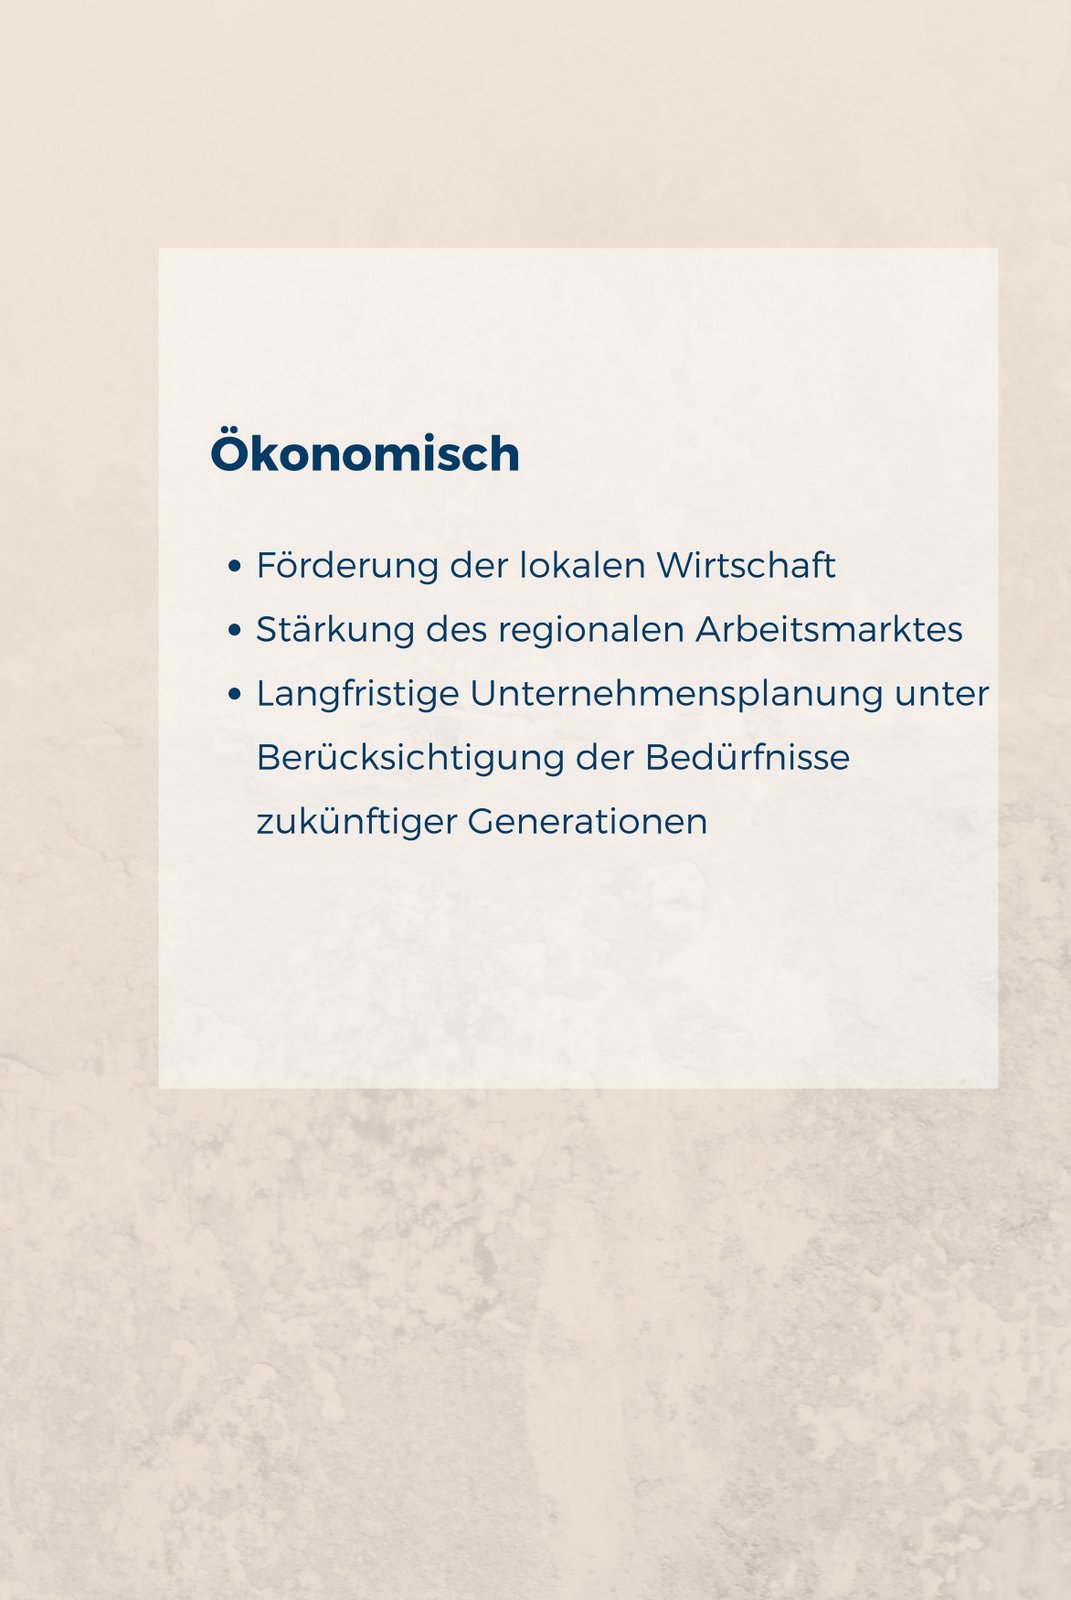 Ökonomisch
• Förderung der lokalen Wirtschaft
• Stärkung des regionalen Arbeitsmarktes
• Langfristige Unternehmensplanung unter
Berücksichtigung der Bedürfnisse
zukünftiger Generationen